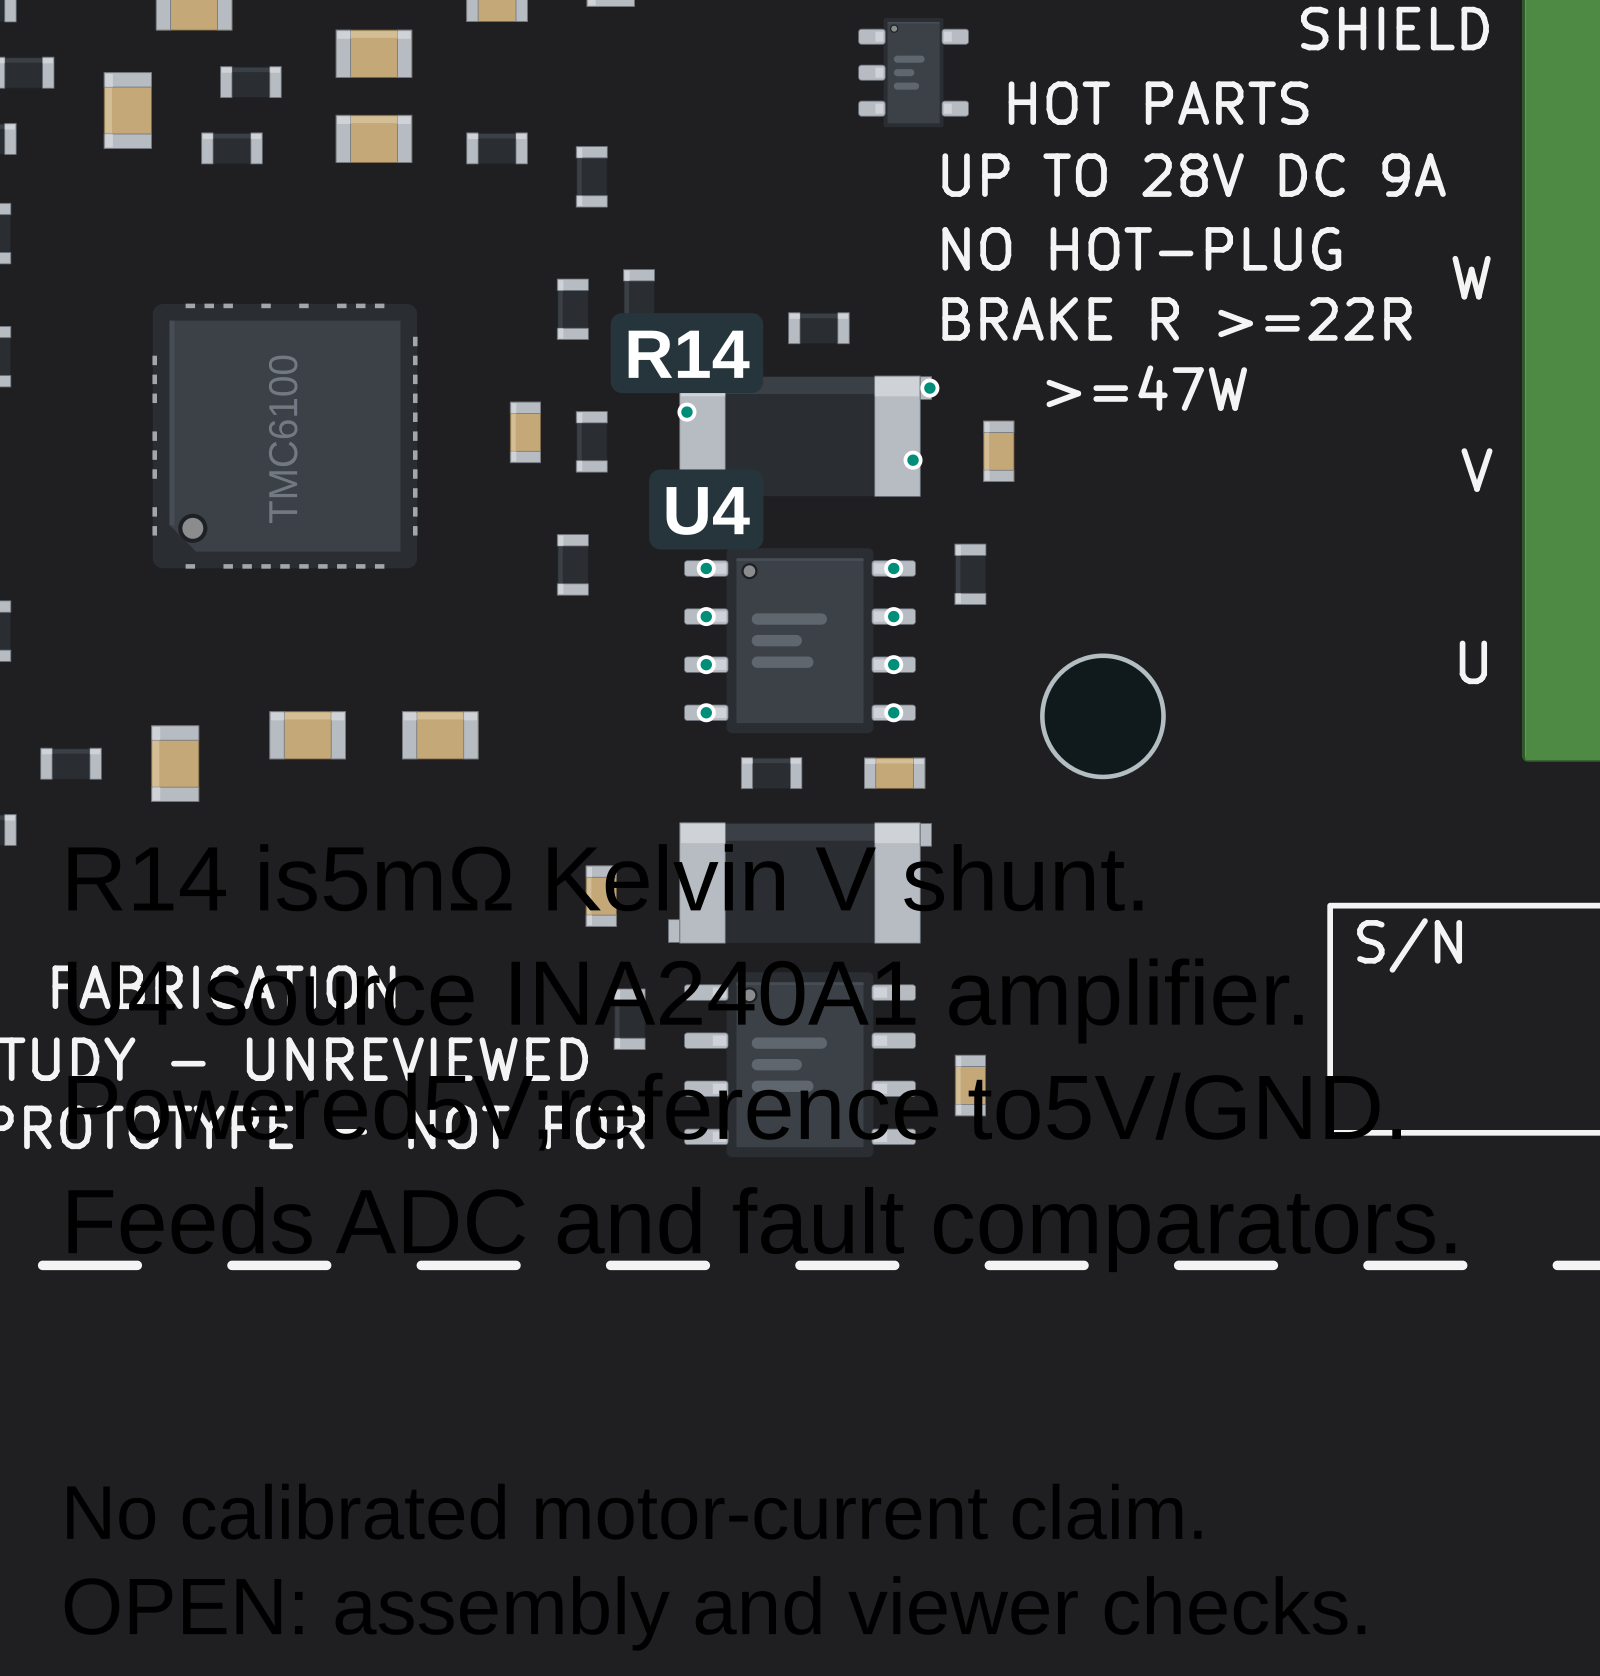 SHIELD
HOT PARTS
UP TO 28V DC 9A
NO HOT-PLUG
W
BRAKE R >=22R
>=47W
R14
TMC6100
V
U4
U
R14 is5mΩ Kelvin V shunt.
S/N
FABRICATION
U4 source INA240A1 amplifier.
TUDY - UNREVIEWED
Powered5V;reference to5V/GND.
PROTOTYPE - NOT FOR
Feeds ADC and fault comparators.
No calibrated motor-current claim.
OPEN: assembly and viewer checks.